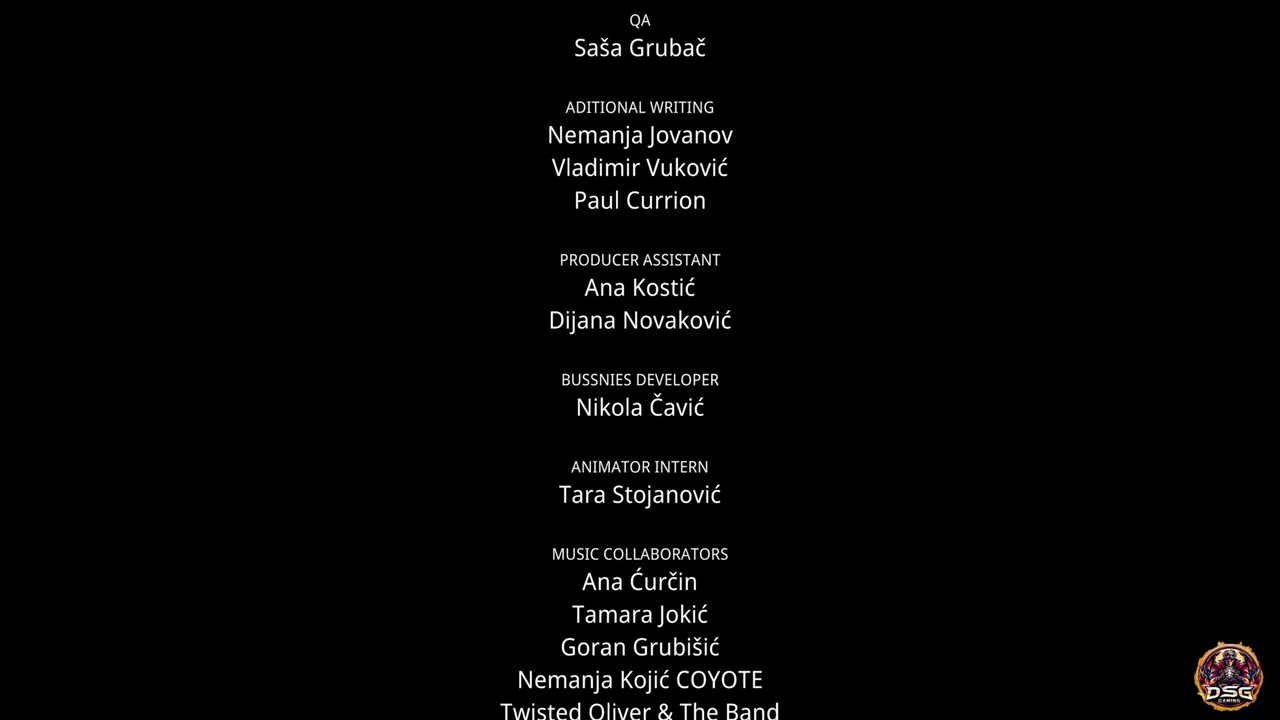 QA
Saša Grubač
ADITIONAL WRITING
Nemanja Jovanov
Vladimir Vuković
Paul Currion
PRODUCER ASSISTANT
Ana Kostić
Dijana Novaković
BUSSNIES DEVELOPER
Nikola Čavić
ANIMATOR INTERN
Tara Stojanović
MUSIC COLLABORATORS
Ana Ćurčin
Tamara Jokić
Goran Grubišić
Nemanja Kojić COYOTE
Twisted Oliver & The Band
DSG
GAMING